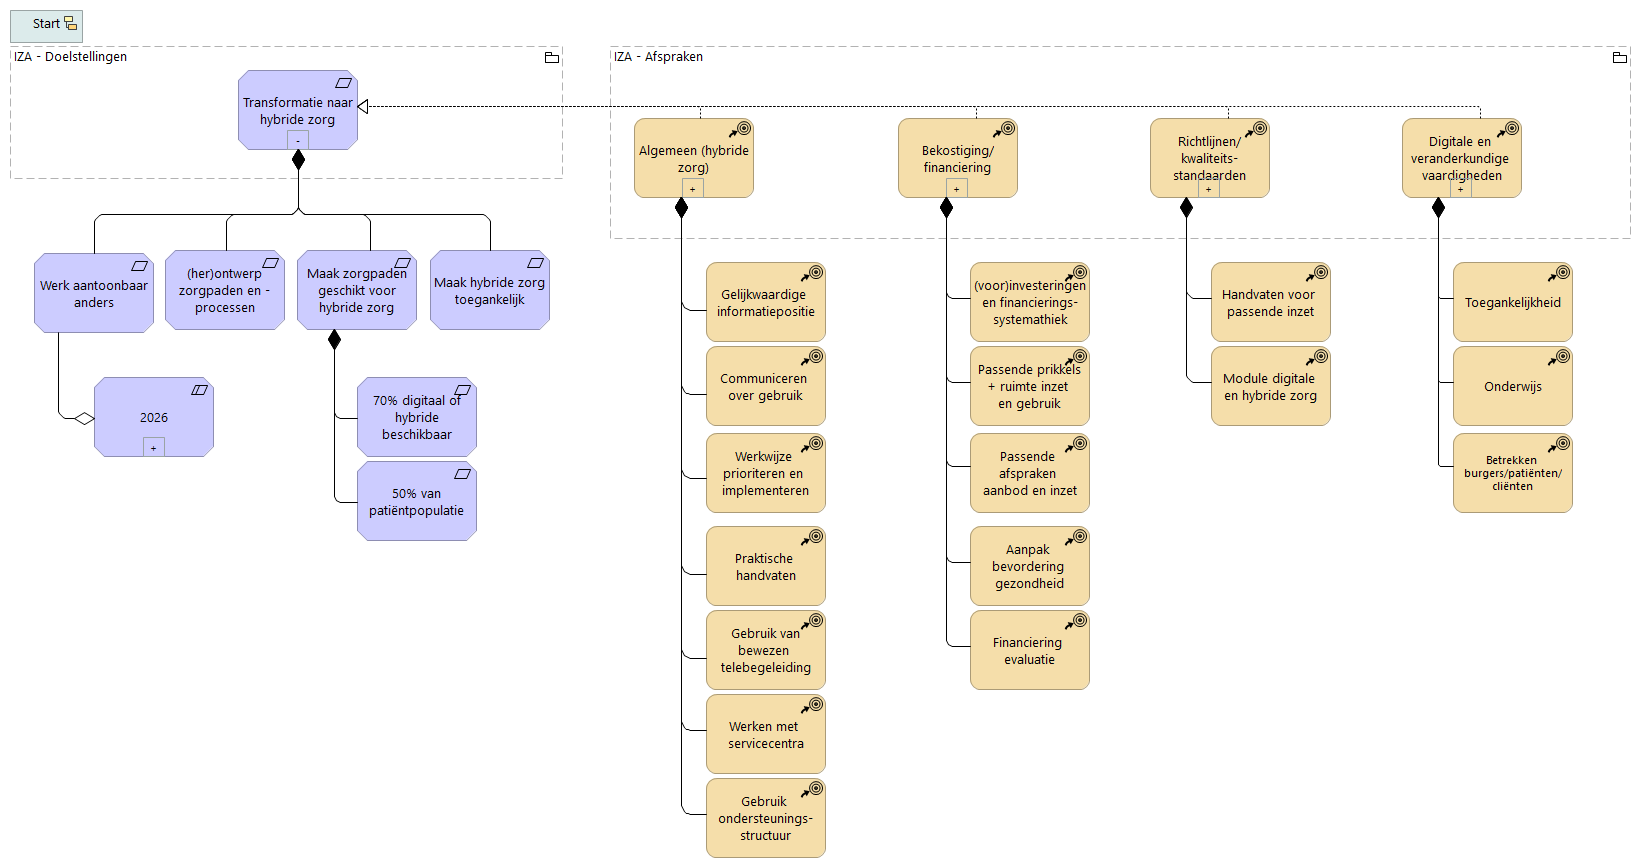 Start
IZA - Doelstellingen
Transformatie naar
hybride zorg
-
Werk aantoonbaar
anders
(her)ontwerp
zorgpaden en -
processen
Maak zorgpaden
geschikt voor
hybride zorg
Maak hybride zorg
toegankelijk
2026
+
70% digitaal of
hybride
beschikbaar
50% van
patiëntpopulatie
IZA - Afspraken
Algemeen (hybride
zorg)
+
Bekostiging/
financiering
+
Richtlijnen/
kwaliteits-
standaarden
+
Digitale en
veranderkundige
vaardigheden
+
Gelijkwaardige
informatiepositie
Communiceren
over gebruik
Werkwijze
prioriteren en
implementeren
Praktische
handvaten
Gebruik van
bewezen
telebegeleiding
Werken met
servicecentra
Gebruik
ondersteunings-
structuur
(voor)investeringen
en financierings-
systemathiek
Passende prikkels
+ ruimte inzet
en gebruik
Passende
afspraken
aanbod en inzet
Aanpak
bevordering
gezondheid
Financiering
evaluatie
Handvaten voor
passende inzet
Module digitale
en hybride zorg
Toegankelijkheid
Onderwijs
Betrekken
burgers/patiënten/
cliënten